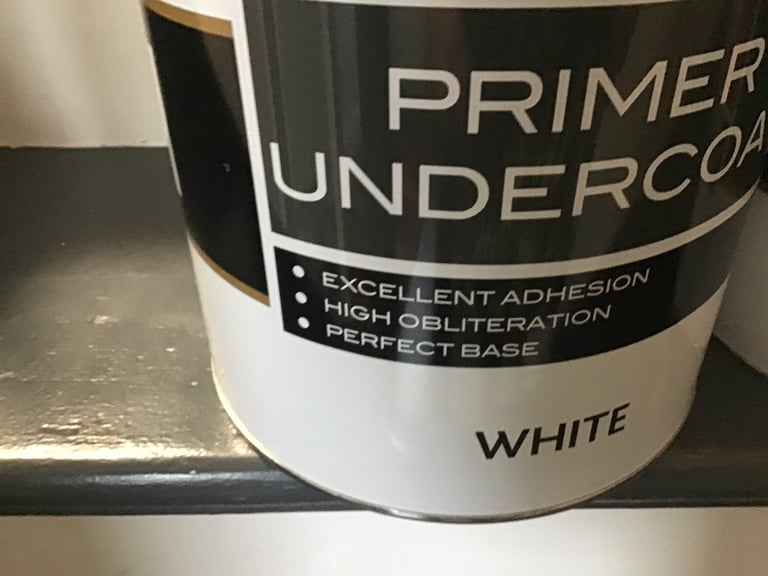 PRIMER
UNDERCOA
• EXCELLENT ADHESION
• HIGH OBLITERATION
• PERFECT BASE
WHITE